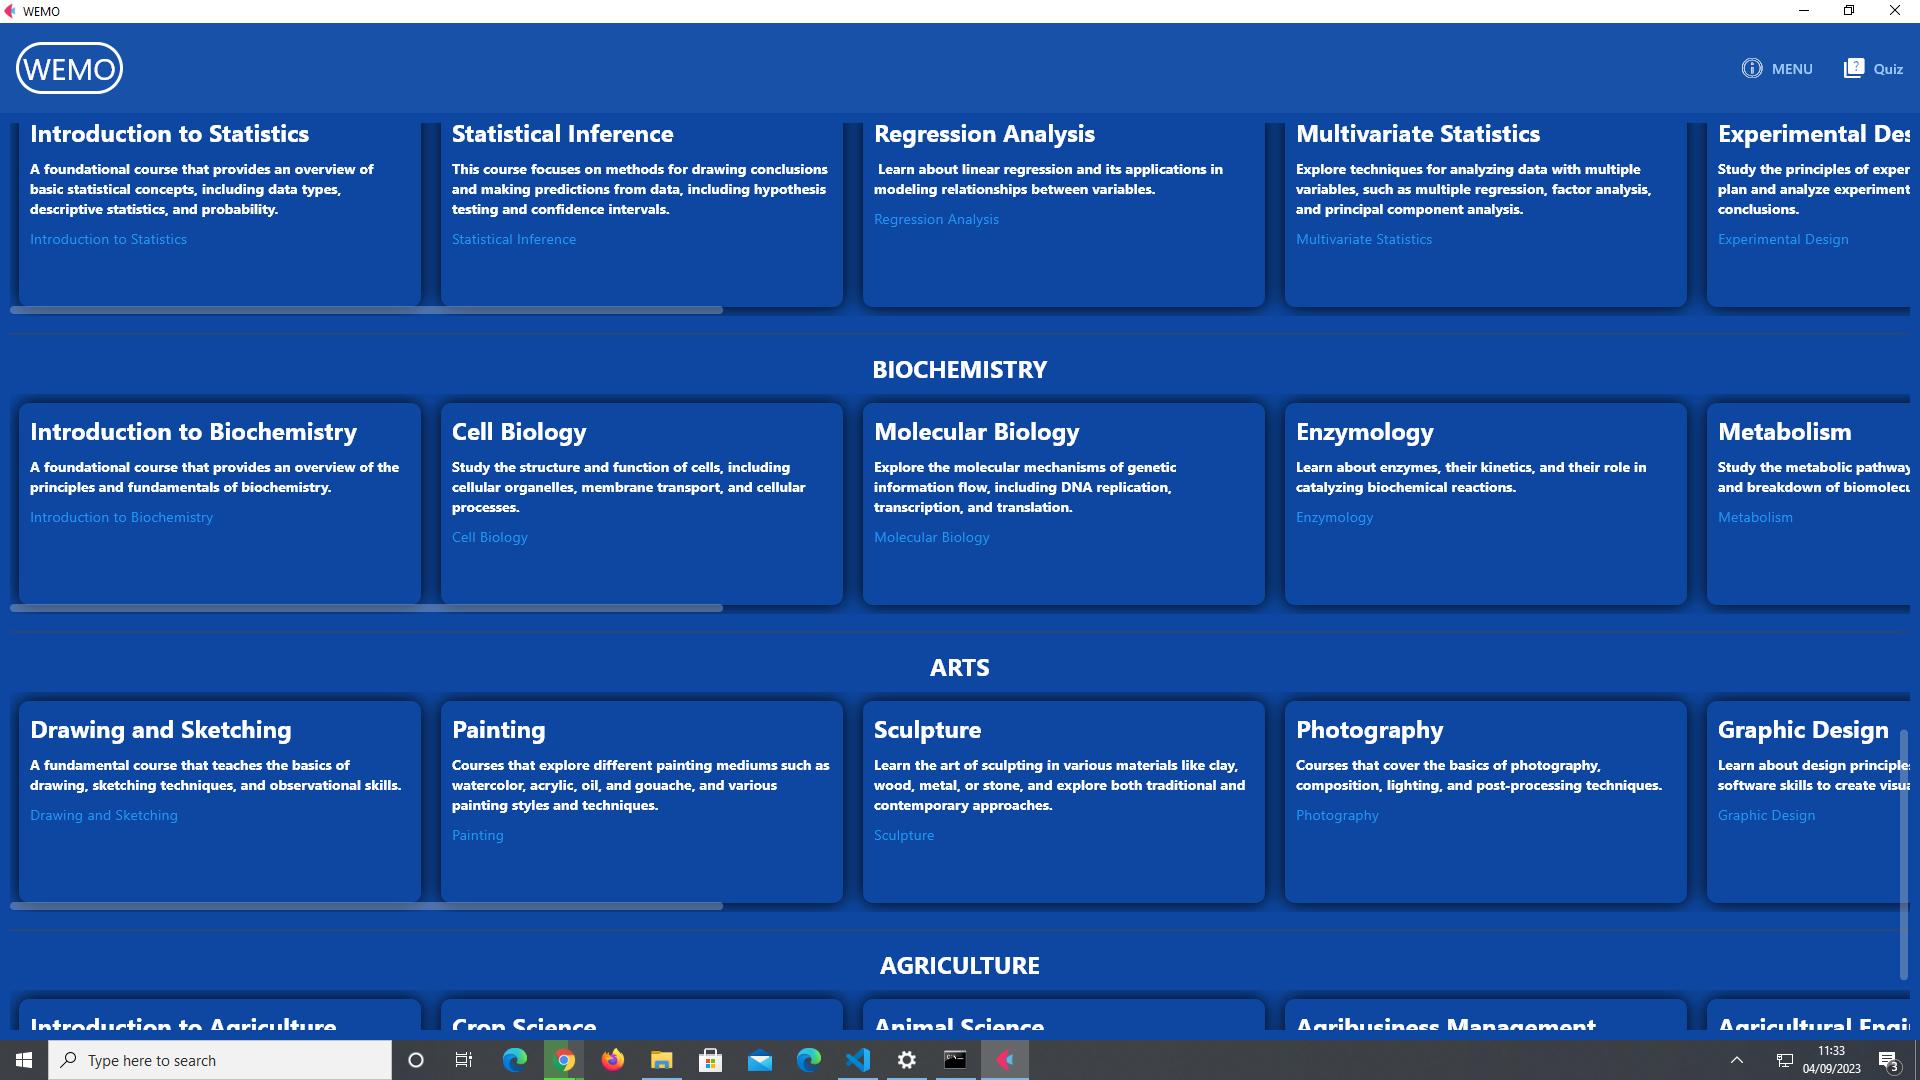 WEMO
WEMO
MENU
Quiz
Introduction to Statistics
A foundational course that provides an overview of
basic statistical concepts, including data types,
descriptive statistics, and probability.
Introduction to Statistics
Statistical Inference
This course focuses on methods for drawing conclusions
and making predictions from data, including hypothesis
testing and confidence intervals.
Statistical Inference
Regression Analysis
Learn about linear regression and its applications in
modeling relationships between variables.
Regression Analysis
Multivariate Statistics
Explore techniques for analyzing data with multiple
variables, such as multiple regression, factor analysis,
and principal component analysis.
Multivariate Statistics
Experimental Des
Study the principles of exper
plan and analyze experiment
conclusions.
Experimental Design
BIOCHEMISTRY
Introduction to Biochemistry
A foundational course that provides an overview of the
principles and fundamentals of biochemistry.
Introduction to Biochemistry
Cell Biology
Study the structure and function of cells, including
cellular organelles, membrane transport, and cellular
processes.
Cell Biology
Molecular Biology
Explore the molecular mechanisms of genetic
information flow, including DNA replication,
transcription, and translation.
Molecular Biology
Enzymology
Learn about enzymes, their kinetics, and their role in
catalyzing biochemical reactions.
Enzymology
Metabolism
Study the metabolic pathway
and breakdown of biomolecu
Metabolism
ARTS
Drawing and Sketching
A fundamental course that teaches the basics of
drawing, sketching techniques, and observational skills.
Drawing and Sketching
Painting
Courses that explore different painting mediums such as
watercolor, acrylic, oil, and gouache, and various
painting styles and techniques.
Painting
Sculpture
Learn the art of sculpting in various materials like clay,
wood, metal, or stone, and explore both traditional and
contemporary approaches.
Sculpture
Photography
Courses that cover the basics of photography,
composition, lighting, and post-processing techniques.
Photography
Graphic Design
Learn about design principles
software skills to create visua
Graphic Design
AGRICULTURE
Introduction to Agriculture
Crop Science
Animal Science
Agribusiness Management
Agricultural Engi
Type here to search
11:33
04/09/2023
3